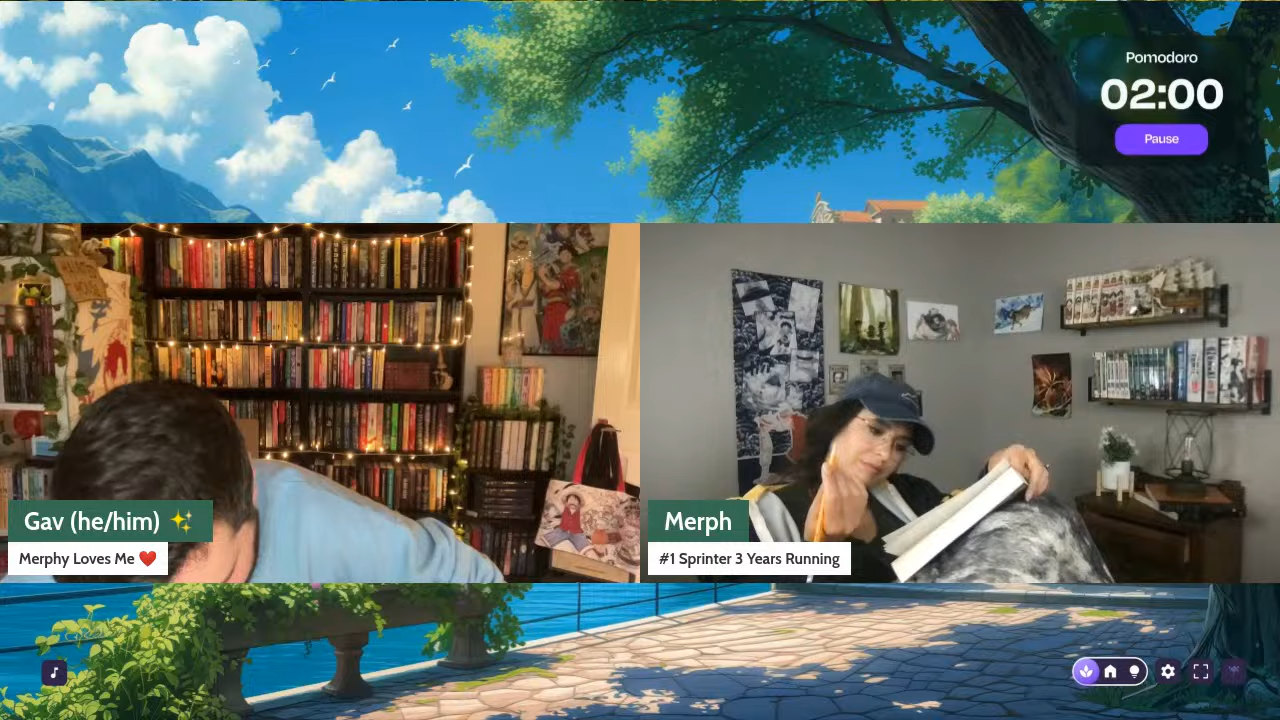 Pomodoro
02:00
Pause
Gav (he/him) ✨
Merphy Loves Me ❤️
Merph
#1 Sprinter 3 Years Running